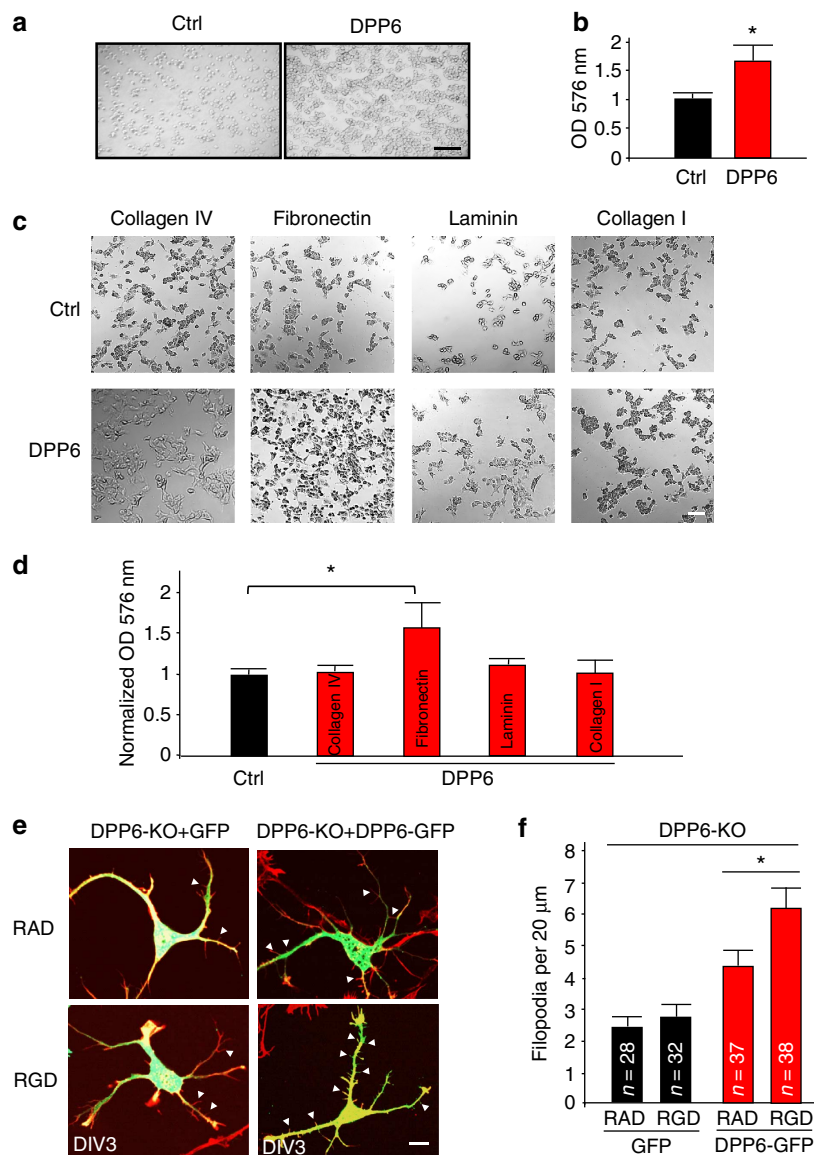 a
Ctrl DPP6
b
OD 576 nm
2
1.5
1
0.5
0
*
Ctrl DPP6
c
Collagen IV Fibronectin Laminin Collagen I
Ctrl
DPP6
d
Normalized OD 576 nm
2
1.5
1
0.5
0
*
Collagen IV
Fibronectin
Laminin
Collagen I
Ctrl
DPP6
e
DPP6-KO+GFP DPP6-KO+DPP6-GFP
RAD
RGD
DIV3 DIV3
f
DPP6-KO
Filopodia per 20 μm
8
7
6
5
4
3
2
1
0
*
n = 28
n = 32
n = 37
n = 38
RAD RGD RAD RGD
GFP DPP6-GFP